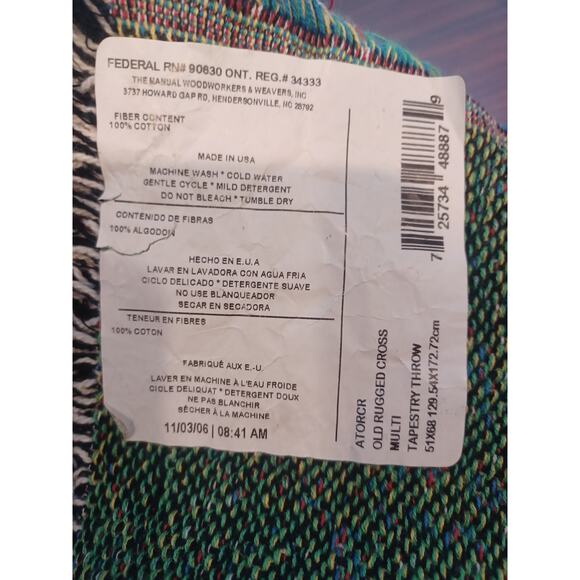 FEDERAL RN# 90630 ONT. REG.# 34333
THE MANUAL WOODWORKERS & WEAVERS, INC
3737 HOWARD GAP RD, HENDERSONVILLE, NC 28792
FIBER CONTENT
100% COTTON
MADE IN USA
MACHINE WASH * COLD WATER
GENTLE CYCLE * MILD DETERGENT
DO NOT BLEACH * TUMBLE DRY
CONTENIDO DE FIBRAS
100% ALGODON
HECHO EN E.U.A
LAVAR EN LAVADORA CON AGUA FRIA
CICLO DELICADO * DETERGENTE SUAVE
NO USE BLANQUEADOR
SECAR EN SECADORA
TENEUR EN FIBRES
100% COTON
FABRIQUÉ AUX E.-U.
LAVER EN MACHINE À L'EAU FROIDE
CICLE DELIQUAT * DETERGENT DOUX
NE PAS BLANCHIR
SÉCHER À LA MACHINE
11/03/06 | 08:41 AM
7 25734 48887 9
ATORCR
OLD RUGGED CROSS
MULTI
TAPESTRY THROW
51X68 129.54X172.72cm